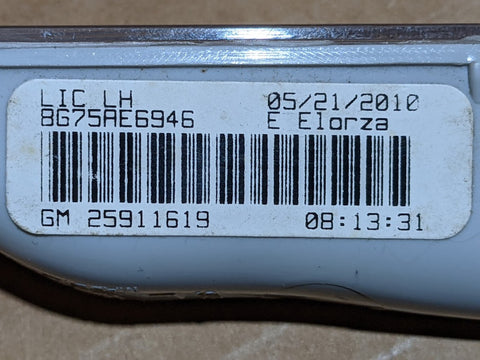 LIC LH 05/21/2010
8G75AE6946 E Elorza
GM 25911619 08:13:31